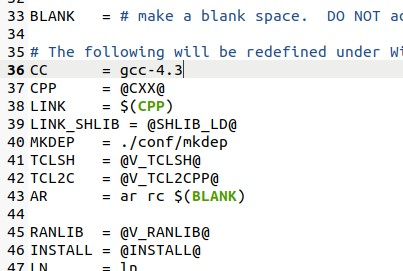 33 BLANK = # make a blank space. DO NOT
34
35 # The following will be redefined under
36 CC = gcc-4.3
37 CPP = @CXX@
38 LINK = $(CPP)
39 LINK_SHLIB = @SHLIB_LD@
40 MKDEP = ./conf/mkdep
41 TCLSH = @V_TCLSH@
42 TCL2C = @V_TCL2CPP@
43 AR = ar rc $(BLANK)
44
45 RANLIB = @V_RANLIB@
46 INSTALL = @INSTALL@
47 LN = ln